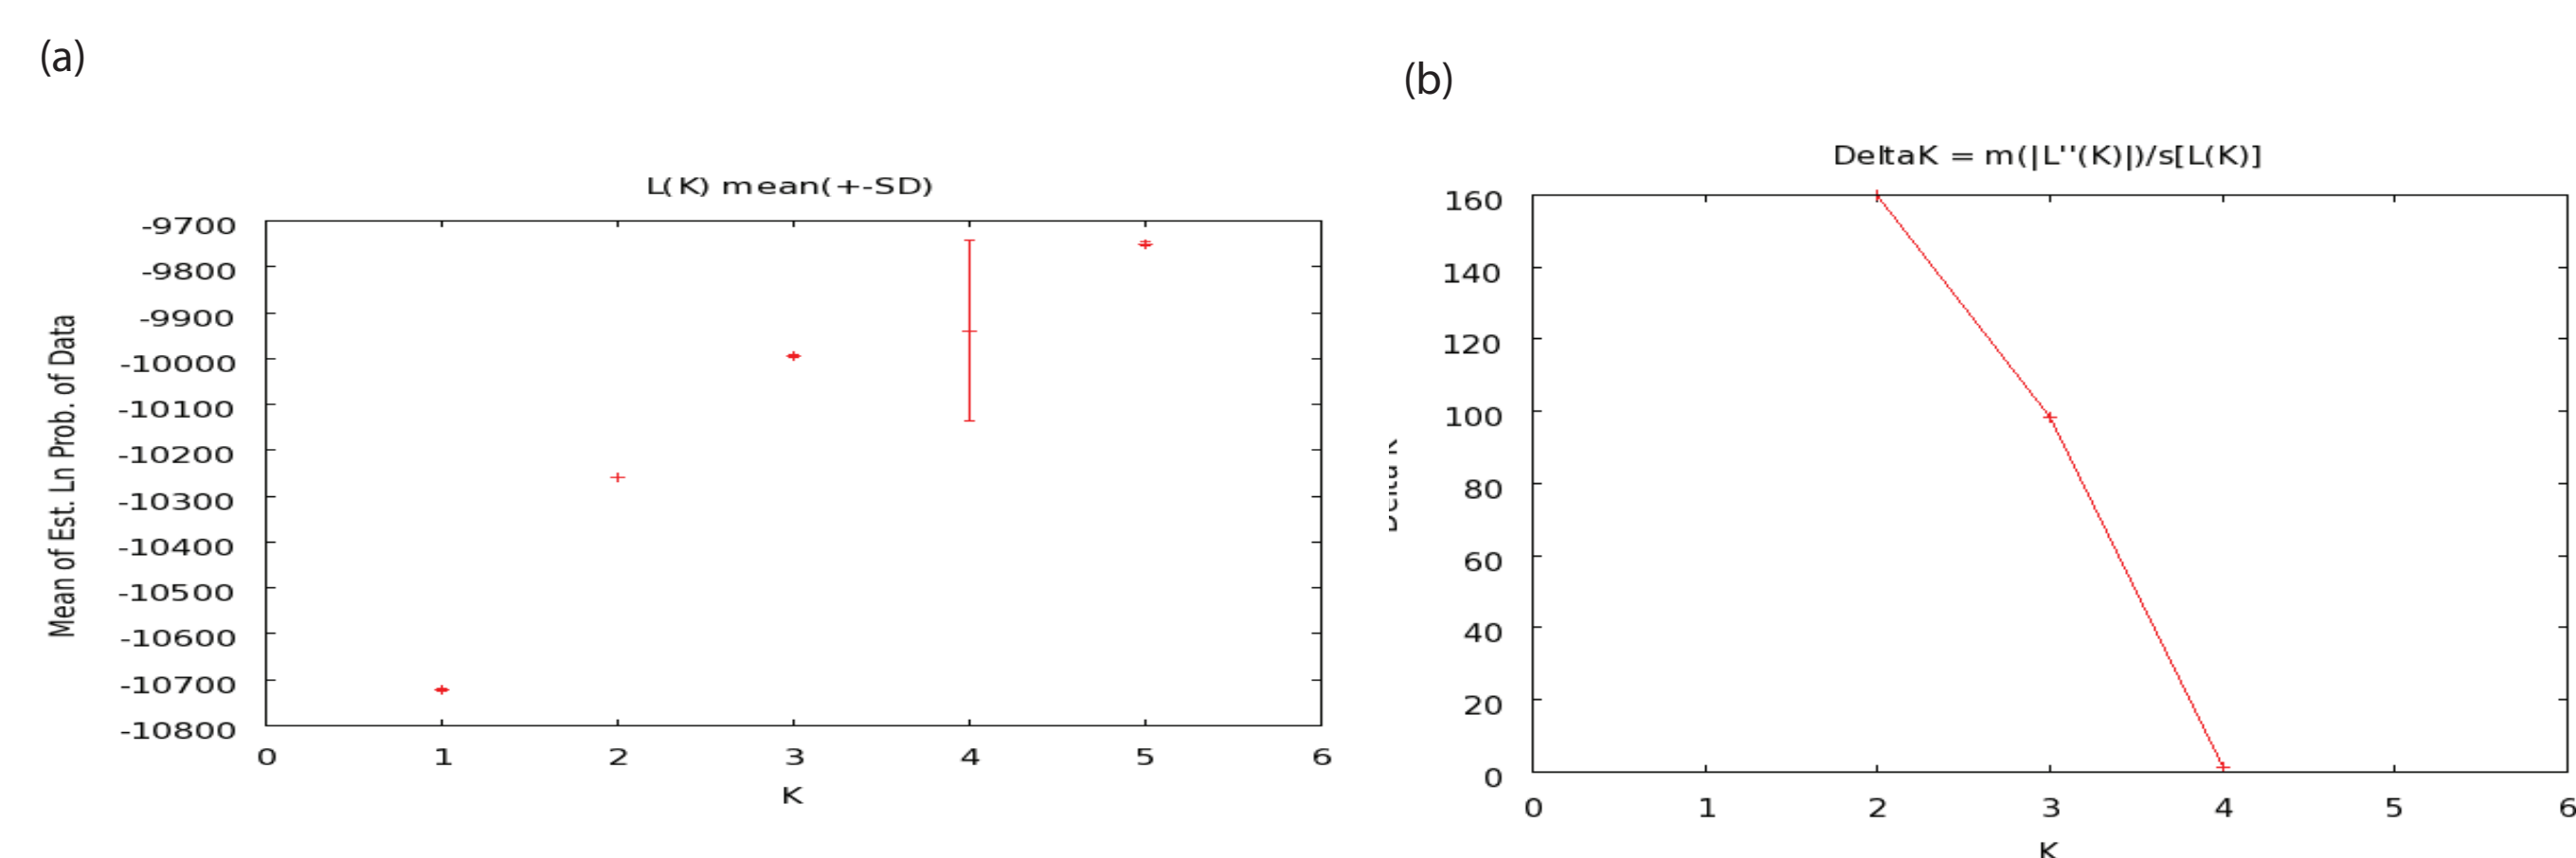 (a)
L(K) mean(+-SD)
Mean of Est. Ln Prob. of Data
-9700
-9800
-9900
-10000
-10100
-10200
-10300
-10400
-10500
-10600
-10700
-10800
0 1 2 3 4 5 6
K
(b)
DeltaK = m(|L''(K)|)/s[L(K)]
Delta K
160
140
120
100
80
60
40
20
0
0 1 2 3 4 5 6
K